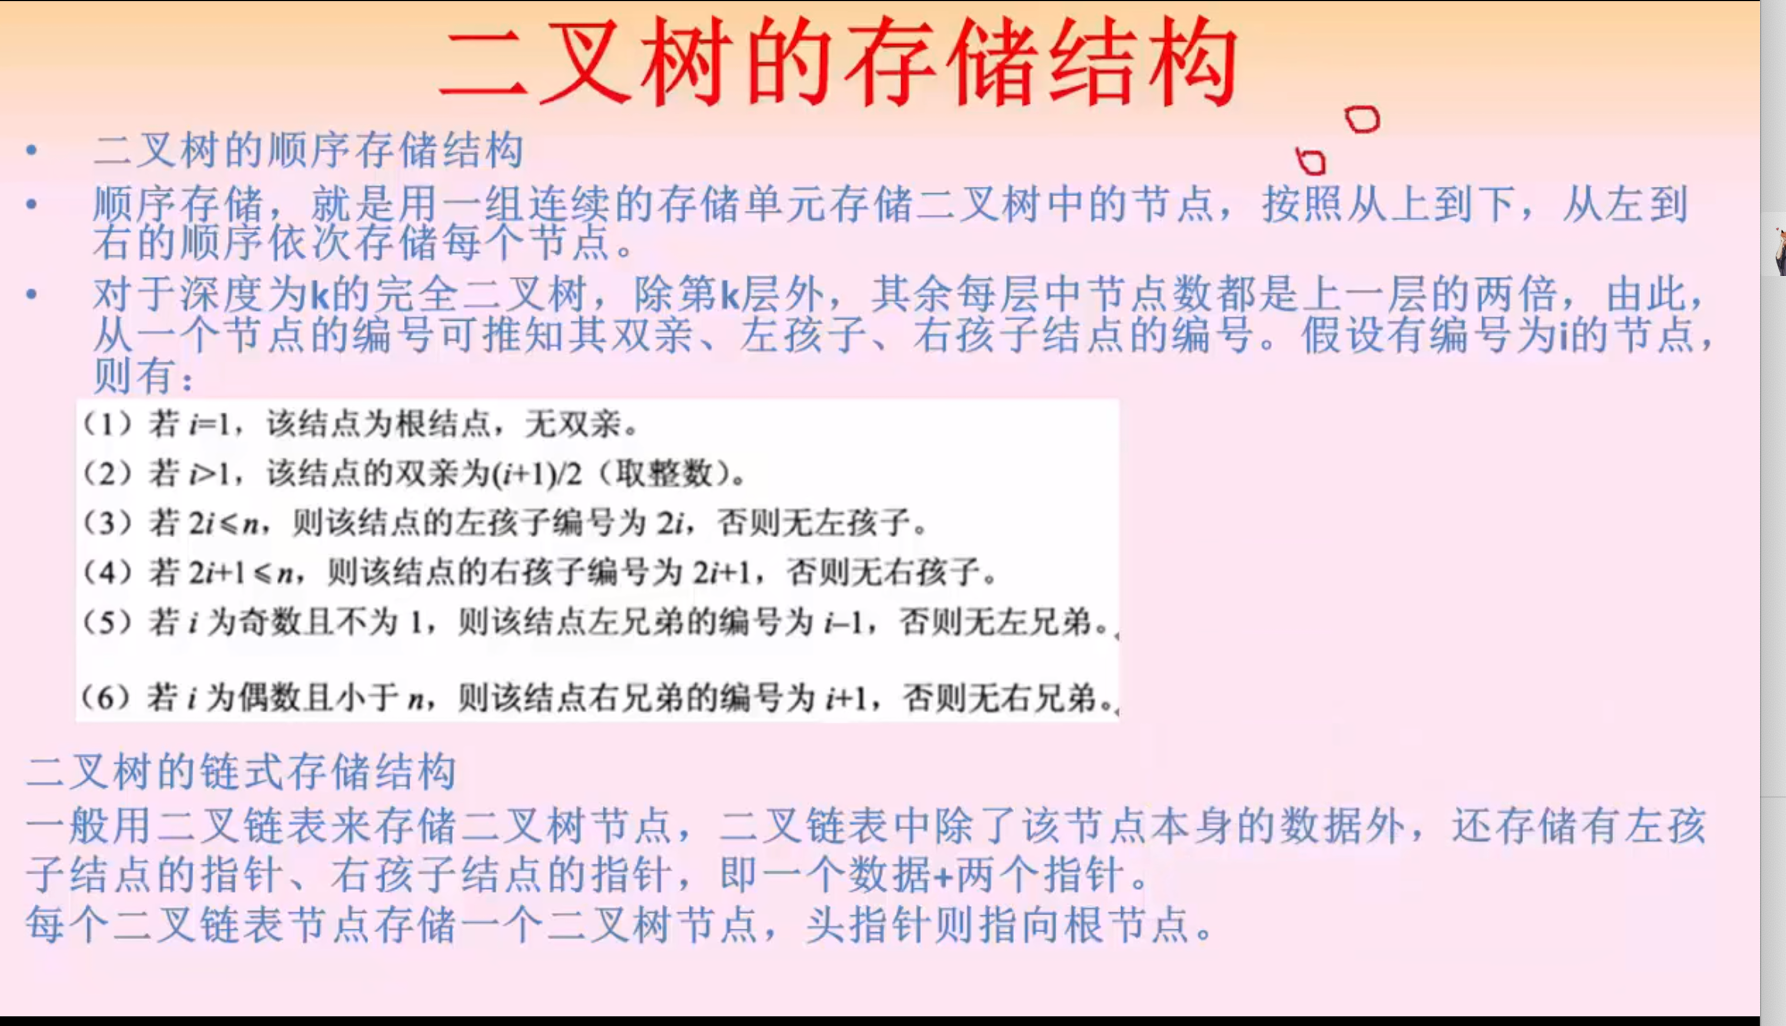 二叉树的存储结构
• 二叉树的顺序存储结构
• 顺序存储，就是用一组连续的存储单元存储二叉树中的节点，按照从上到下，从左到
右的顺序依次存储每个节点。
• 对于深度为k的完全二叉树，除第k层外，其余每层中节点数都是上一层的两倍，由此，
从一个节点的编号可推知其双亲、左孩子、右孩子结点的编号。假设有编号为i的节点，
则有：
（1）若 i=1，该结点为根结点，无双亲。
（2）若 i>1，该结点的双亲为(i+1)/2（取整数）。
（3）若 2i≤n，则该结点的左孩子编号为 2i，否则无左孩子。
（4）若 2i+1≤n，则该结点的右孩子编号为 2i+1，否则无右孩子。
（5）若 i 为奇数且不为 1，则该结点左兄弟的编号为 i–1，否则无左兄弟。
（6）若 i 为偶数且小于 n，则该结点右兄弟的编号为 i+1，否则无右兄弟。
二叉树的链式存储结构
一般用二叉链表来存储二叉树节点，二叉链表中除了该节点本身的数据外，还存储有左孩
子结点的指针、右孩子结点的指针，即一个数据+两个指针。
每个二叉链表节点存储一个二叉树节点，头指针则指向根节点。